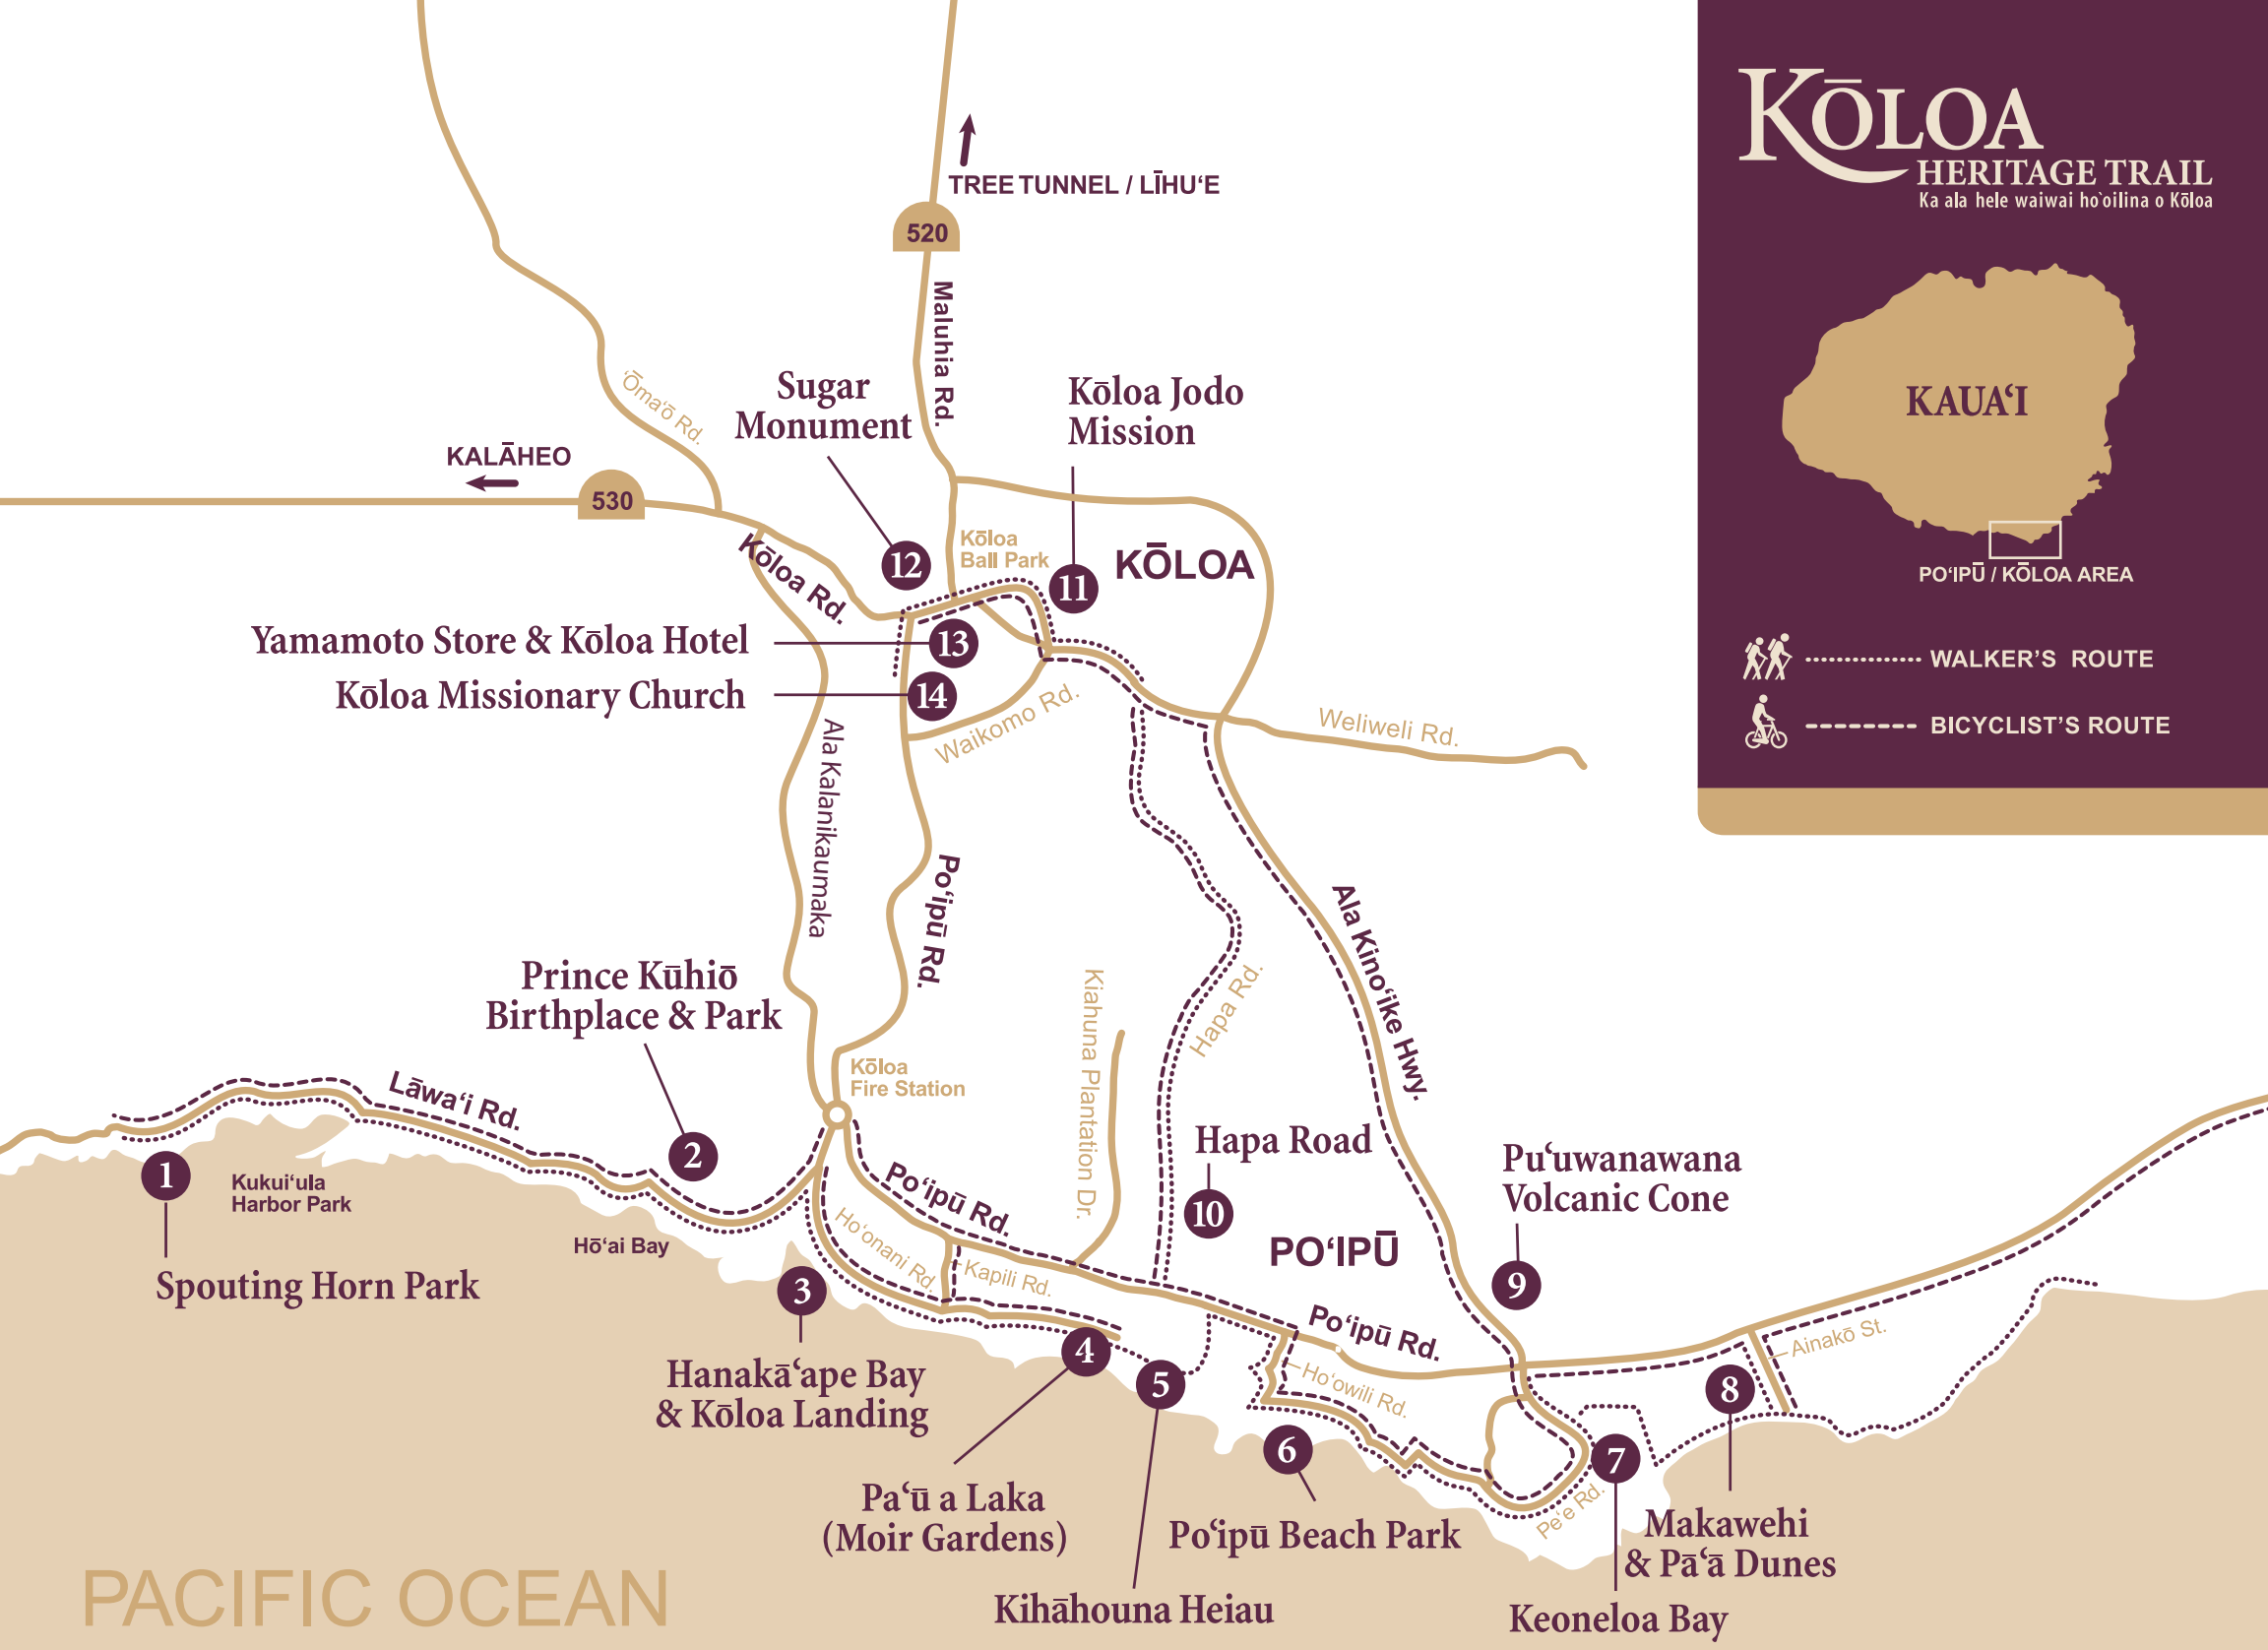 KŌLOA
HERITAGE TRAIL
Ka ala hele waiwai ho`oilina o Kōloa
KAUAʻI
POʻIPŪ / KŌLOA AREA
WALKER'S ROUTE
BICYCLIST'S ROUTE
TREE TUNNEL / LĪHUʻE
520
Maluhia Rd.
ʻŌmaʻō Rd.
KALĀHEO
530
Kōloa Rd.
Sugar
Monument
12
Kōloa
Ball Park
Kōloa Jodo
Mission
11
KŌLOA
Yamamoto Store & Kōloa Hotel
13
Kōloa Missionary Church
14
Waikomo Rd.
Weliweli Rd.
Ala Kalanikaumaka
Poʻipū Rd.
Ala Kinoʻike Hwy.
Hapa Rd.
Kiahuna Plantation Dr.
Prince Kūhiō
Birthplace & Park
2
Kōloa
Fire Station
Lāwaʻi Rd.
1
Kukuiʻula
Harbor Park
Spouting Horn Park
Hōʻai Bay
Poʻipū Rd.
Hoʻonani Rd.
Kapili Rd.
Hapa Road
10
POʻIPŪ
Puʻuwanawana
Volcanic Cone
9
3
Hanakāʻape Bay
& Kōloa Landing
4
Paʻū a Laka
(Moir Gardens)
5
Kihāhouna Heiau
Poʻipū Rd.
Hoʻowili Rd.
6
Poʻipū Beach Park
Peʻe Rd.
7
Keoneloa Bay
8
Makawehi
& Pāʻā Dunes
Ainakō St.
PACIFIC OCEAN